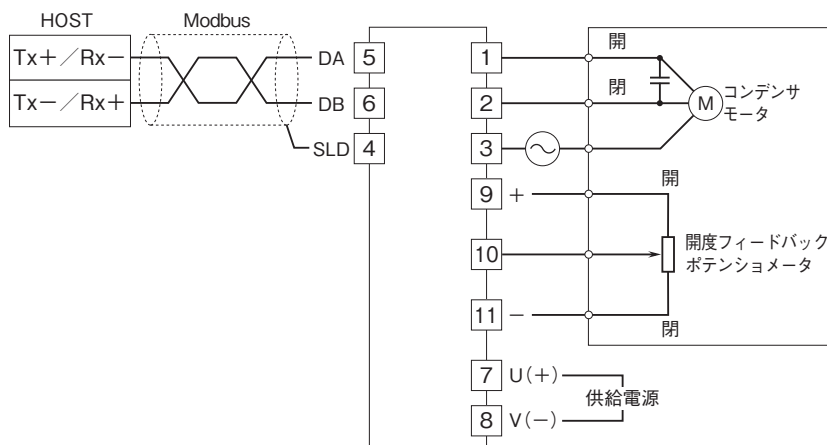 HOST
Modbus
Tx+／Rx−
Tx−／Rx+
DA
DB
SLD
5
6
4
1
2
3
9
+
10
11
−
7
U(+)
8
V(−)
供給電源
開
閉
M
コンデンサ
モータ
開
開度フィードバック
ポテンショメータ
閉